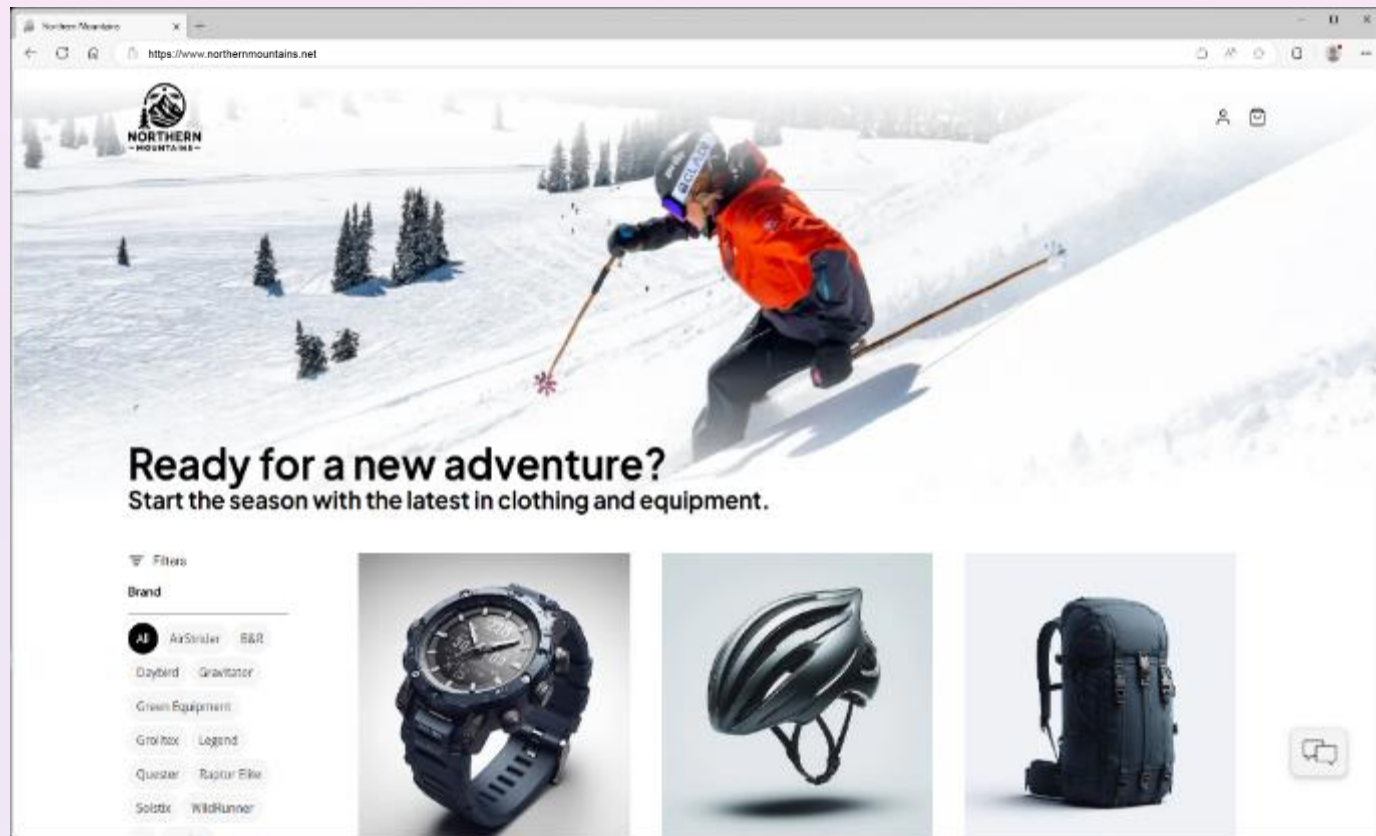 Northern Mountains
https://www.northernmountains.net
NORTHERN
MOUNTAINS
GLADE
Ready for a new adventure?
Start the season with the latest in clothing and equipment.
Filters
Brand
All AirStrider B&R
Daybird Gravitator
Green Equipment
Grolltex Legend
Quester Raptor Elite
Solstix WildRunner